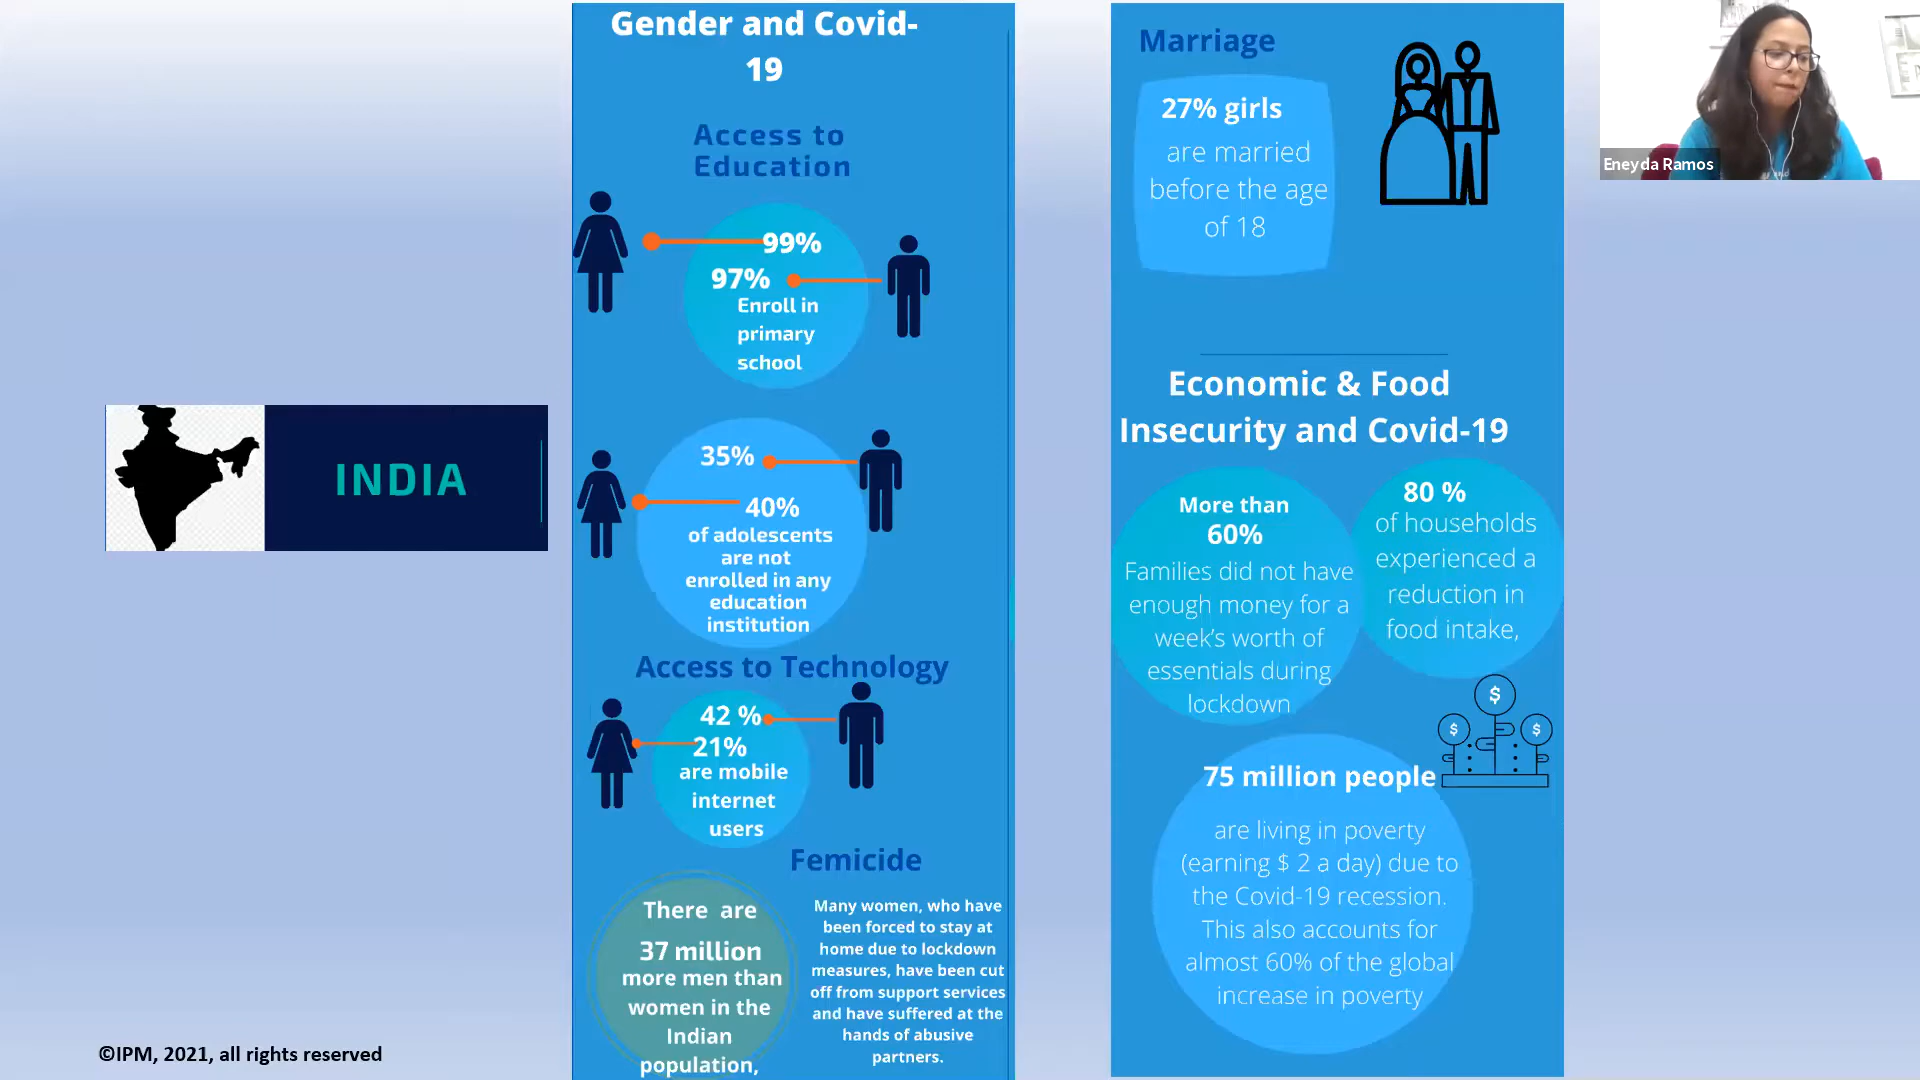 Gender and Covid-
19
Access to
Education
99%
97%
Enroll in
primary
school
35%
40%
of adolescents
are not
enrolled in any
education
institution
Access to Technology
42 %
21%
are mobile
internet
users
Femicide
There are
37 million
more men than
women in the
Indian
population,
Many women, who have
been forced to stay at
home due to lockdown
measures, have been cut
off from support services
and have suffered at the
hands of abusive
partners.
INDIA
©IPM, 2021, all rights reserved
Marriage
27% girls
are married
before the age
of 18
Economic & Food
Insecurity and Covid-19
More than
60%
Families did not have
enough money for a
week's worth of
essentials during
lockdown
80 %
of households
experienced a
reduction in
food intake,
$
$
$
75 million people
are living in poverty
(earning $ 2 a day) due to
the Covid-19 recession.
This also accounts for
almost 60% of the global
increase in poverty
Eneyda Ramos